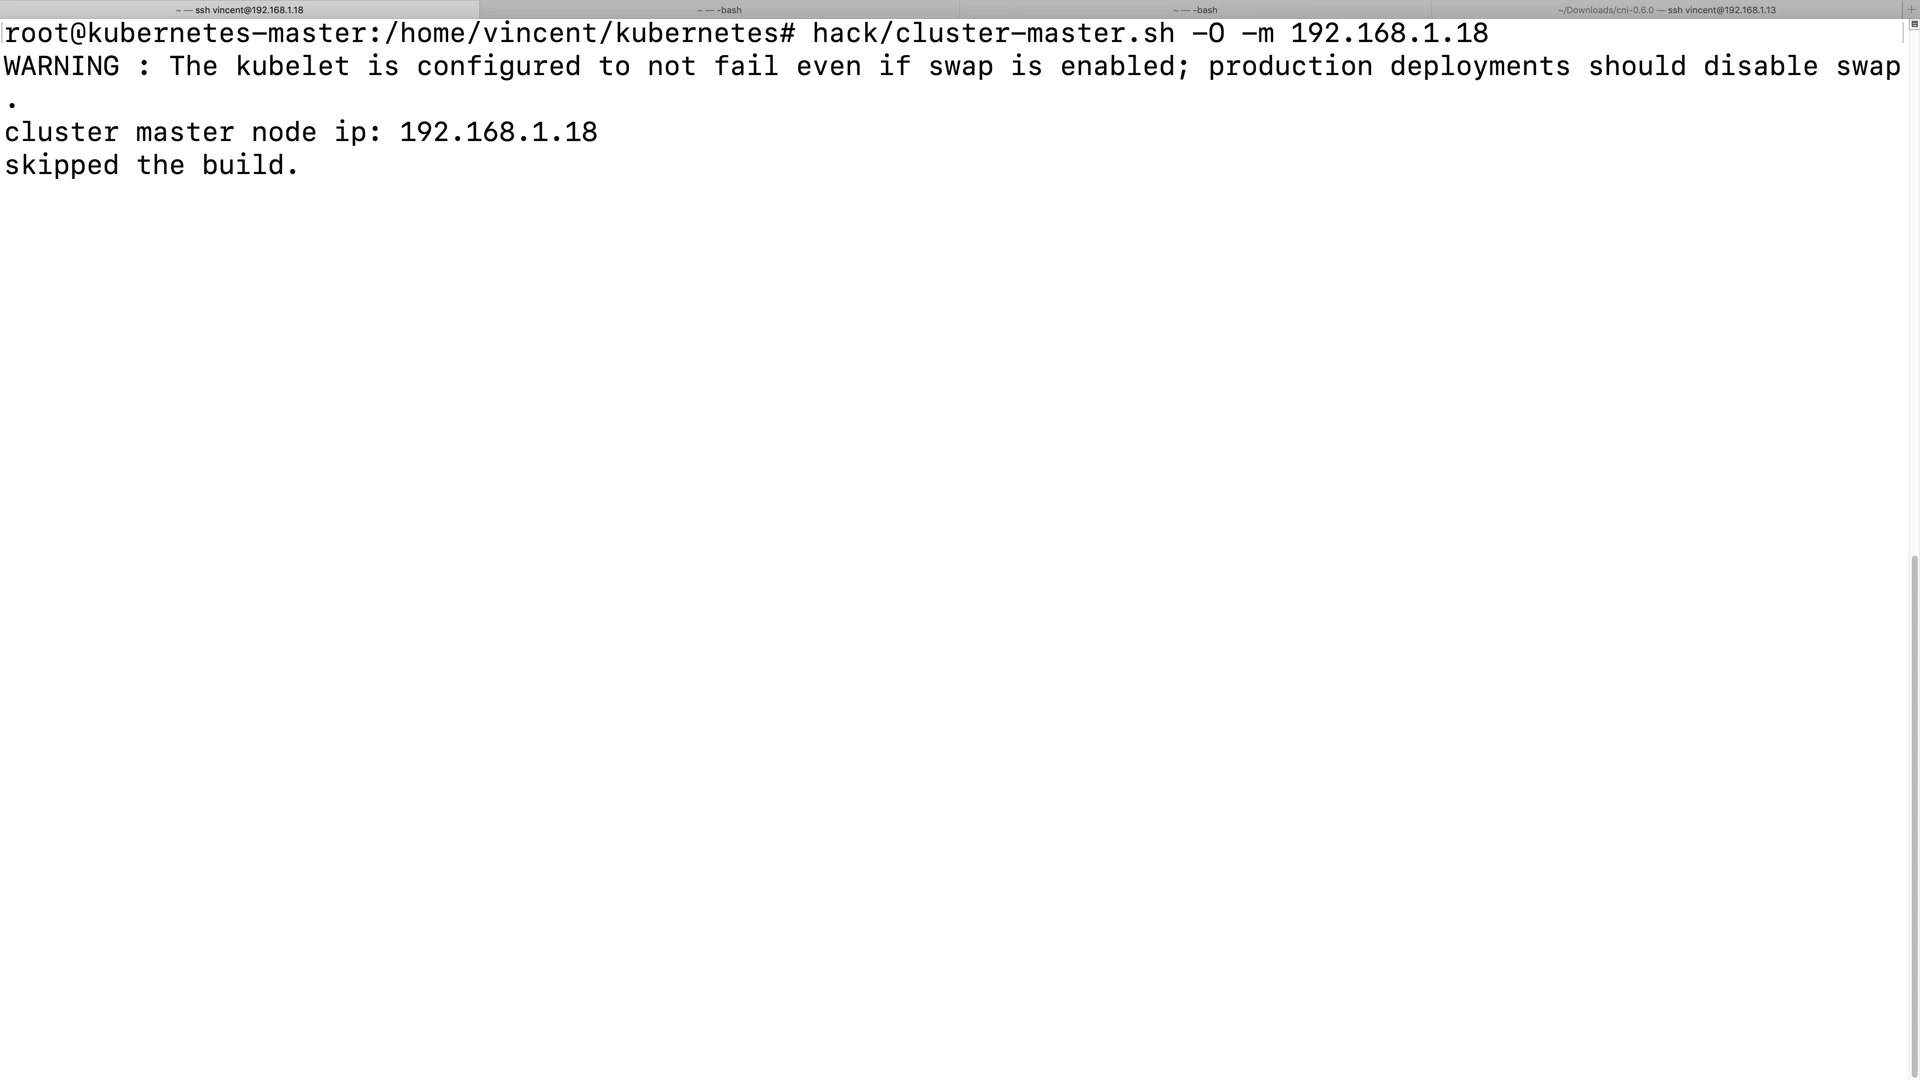 ~ — ssh vincent@192.168.1.18
~ — -bash
~ — -bash
~/Downloads/cni-0.6.0 — ssh vincent@192.168.1.13
root@kubernetes-master:/home/vincent/kubernetes# hack/cluster-master.sh -O -m 192.168.1.18
WARNING : The kubelet is configured to not fail even if swap is enabled; production deployments should disable swap
.
cluster master node ip: 192.168.1.18
skipped the build.